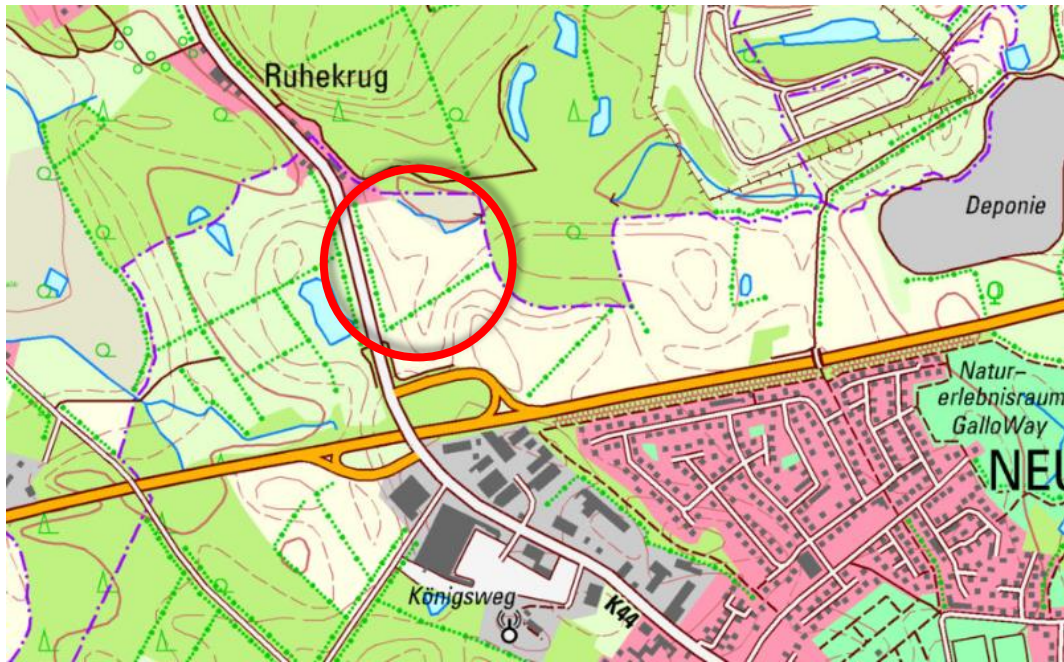 Ruhekrug
Deponie
Natur-
erlebnisraum
GalloWay
NEU
Königsweg
K44